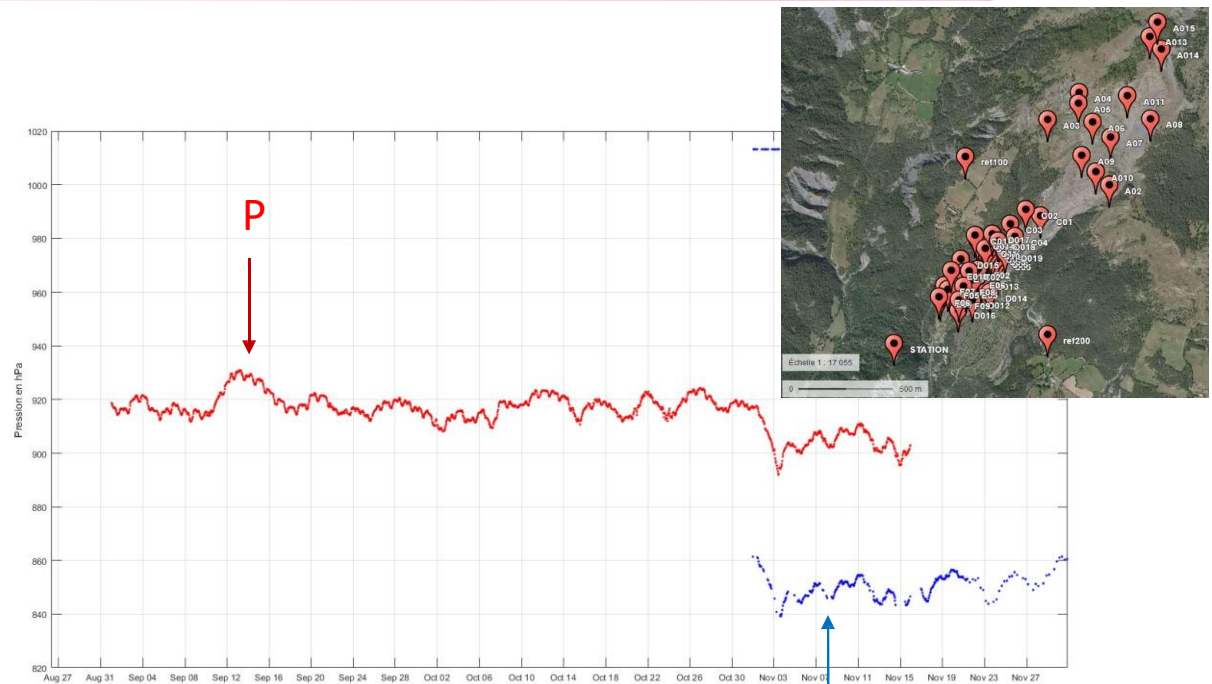 P
Pression en hPa
1020
1000
980
960
940
920
900
880
860
840
820
Aug 27 Aug 31 Sep 04 Sep 08 Sep 12 Sep 16 Sep 20 Sep 24 Sep 28 Oct 02 Oct 06 Oct 10 Oct 14 Oct 18 Oct 22 Oct 26 Oct 30 Nov 03 Nov 07 Nov 11 Nov 15 Nov 19 Nov 23 Nov 27
A015
A013
A014
A04
A05
A011
A03
A06
A08
A07
ref100
A09
A010
A02
C02
C01
C03
C04
D017
D018
D019
D015
D013
D014
D012
D016
ref200
STATION
Échelle 1 : 17 055
0 500 m